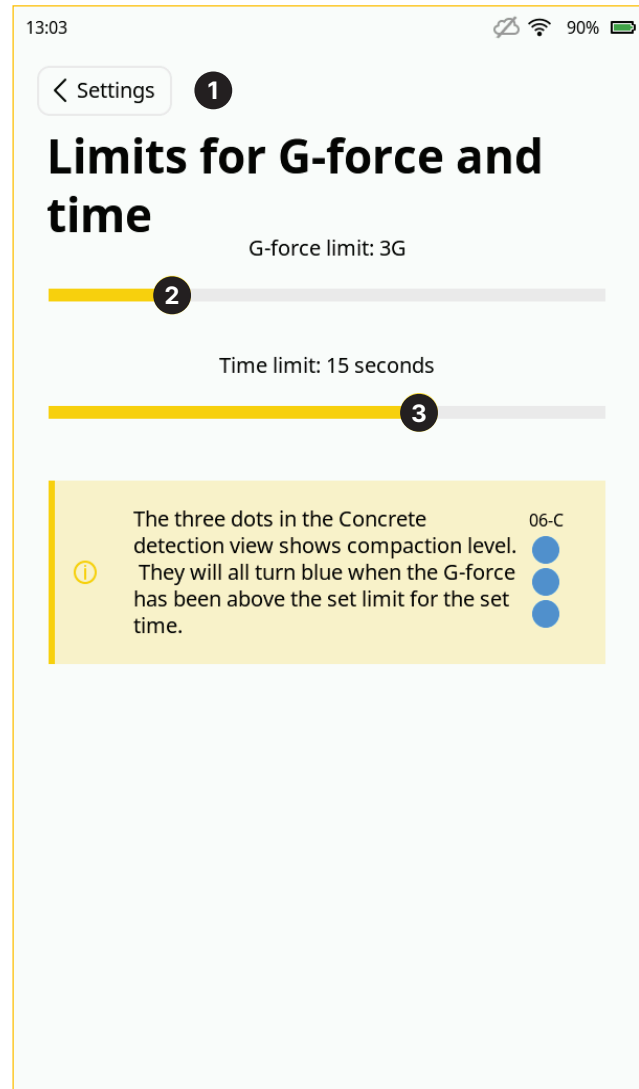 13:03
90%
Settings
1
Limits for G-force and
time
G-force limit: 3G
2
Time limit: 15 seconds
3
The three dots in the Concrete
detection view shows compaction level.
They will all turn blue when the G-force
has been above the set limit for the set
time.
06-C